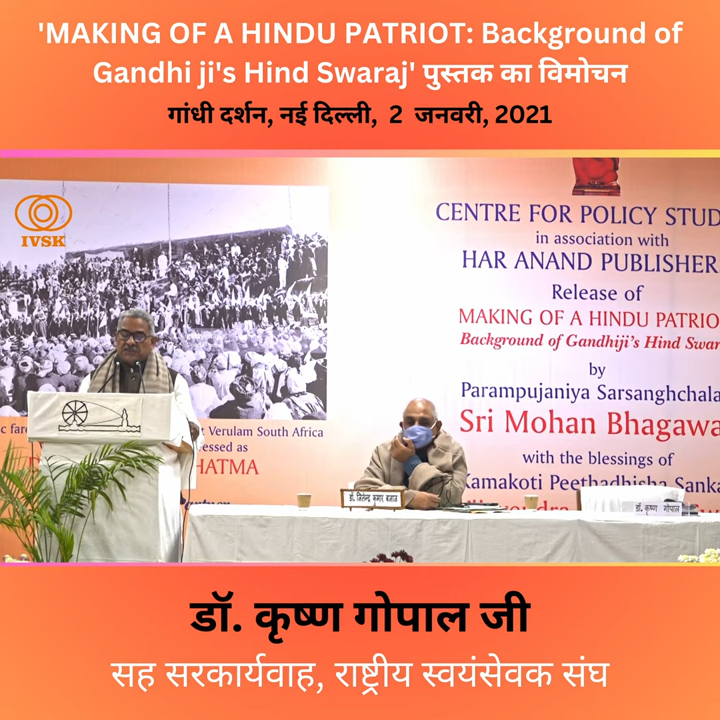 'MAKING OF A HINDU PATRIOT: Background of
Gandhi ji's Hind Swaraj' पुस्तक का विमोचन
गांधी दर्शन, नई दिल्ली, 2 जनवरी, 2021
IVSK
CENTRE FOR POLICY STUD
in association with
HAR ANAND PUBLISHER
Release of
MAKING OF A HINDU PATRIO
Background of Gandhiji's Hind Swar
by
Parampujaniya Sarsanghchala
Sri Mohan Bhagawa
with the blessings of
Kamakoti Peethadhisha Sanka
t Verulam South Africa
ressed as
HATMA
डॉ. जितेन्द्र कुमार बजाज
डॉ. कृष्ण गोपाल
डॉ. कृष्ण गोपाल जी
सह सरकार्यवाह, राष्ट्रीय स्वयंसेवक संघ